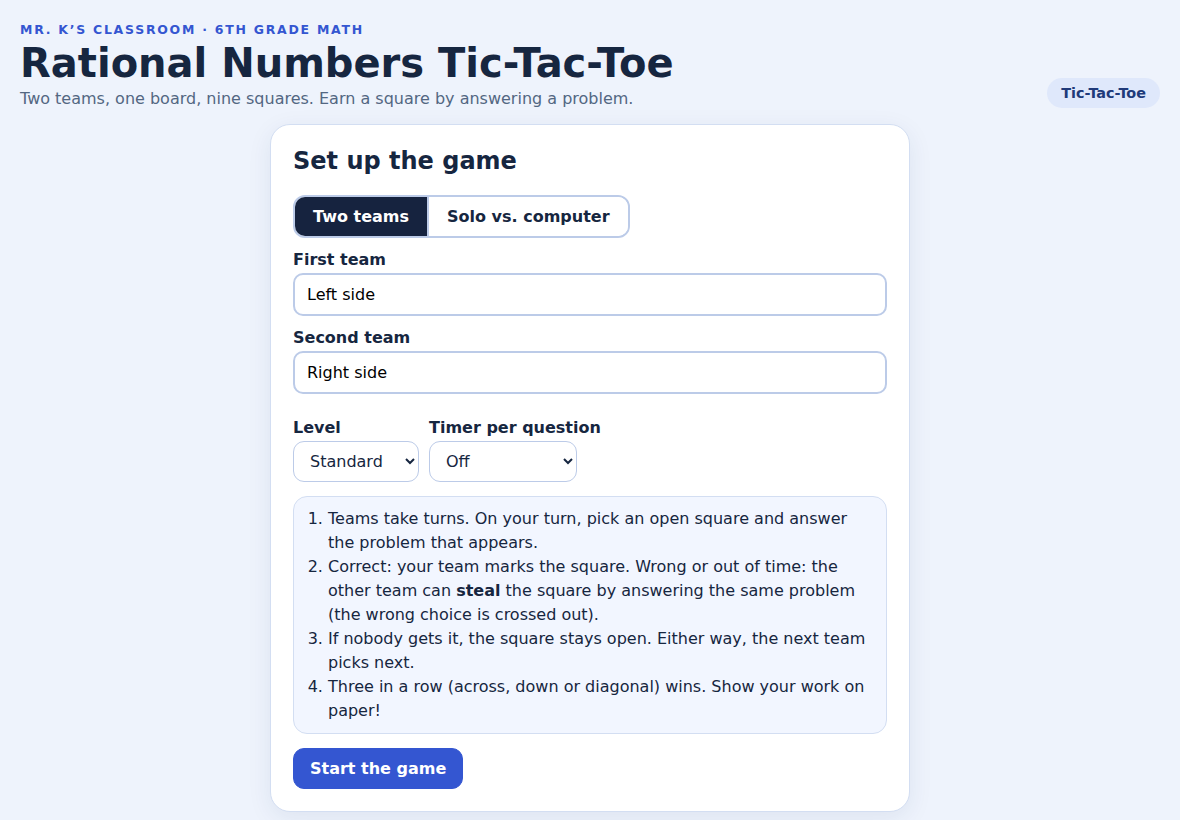 MR. K’S CLASSROOM · 6TH GRADE MATH
Rational Numbers Tic-Tac-Toe
Two teams, one board, nine squares. Earn a square by answering a problem.
Tic-Tac-Toe
Set up the game
Two teams
Solo vs. computer
First team
Left side
Second team
Right side
Level
Timer per question
Standard
Off
1. Teams take turns. On your turn, pick an open square and answer
the problem that appears.
2. Correct: your team marks the square. Wrong or out of time: the
other team can steal the square by answering the same problem
(the wrong choice is crossed out).
3. If nobody gets it, the square stays open. Either way, the next team
picks next.
4. Three in a row (across, down or diagonal) wins. Show your work on
paper!
Start the game